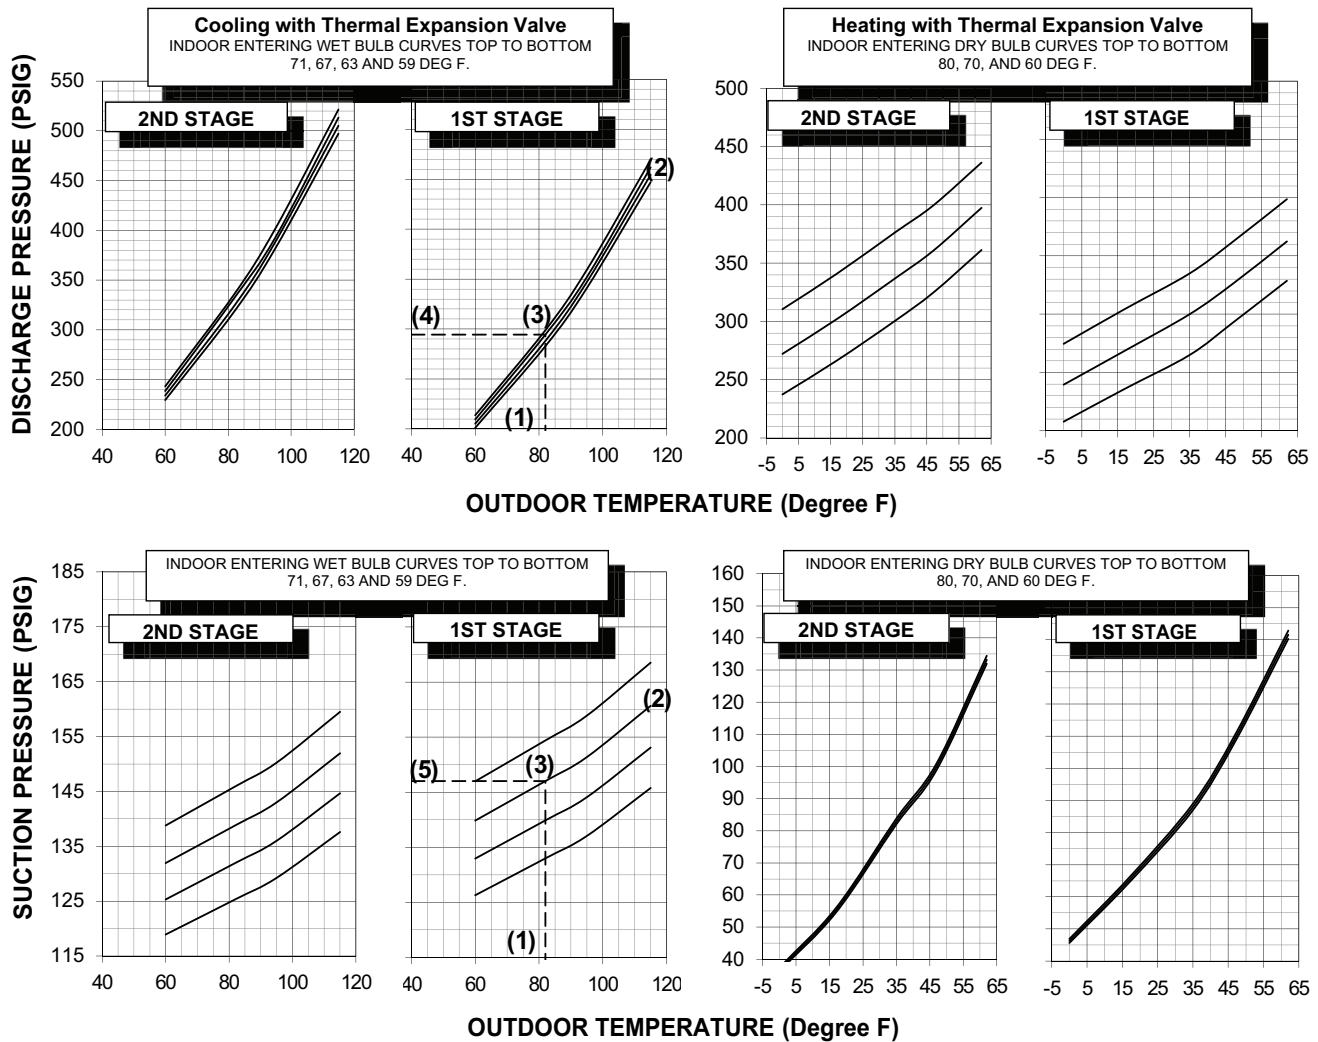 Cooling with Thermal Expansion Valve
INDOOR ENTERING WET BULB CURVES TOP TO BOTTOM
71, 67, 63 AND 59 DEG F.
Heating with Thermal Expansion Valve
INDOOR ENTERING DRY BULB CURVES TOP TO BOTTOM
80, 70, AND 60 DEG F.
DISCHARGE PRESSURE (PSIG)
550
500
450
400
350
300
250
200
2ND STAGE
40 60 80 100 120
1ST STAGE
(2)
(3)
(4)
(1)
40 60 80 100 120
500
450
400
350
300
250
200
2ND STAGE
-5 5 15 25 35 45 55 65
1ST STAGE
-5 5 15 25 35 45 55 65
OUTDOOR TEMPERATURE (Degree F)
INDOOR ENTERING WET BULB CURVES TOP TO BOTTOM
71, 67, 63 AND 59 DEG F.
INDOOR ENTERING DRY BULB CURVES TOP TO BOTTOM
80, 70, AND 60 DEG F.
SUCTION PRESSURE (PSIG)
185
175
165
155
145
135
125
115
2ND STAGE
40 60 80 100 120
1ST STAGE
(2)
(3)
(5)
(1)
40 60 80 100 120
160
150
140
130
120
110
100
90
80
70
60
50
40
2ND STAGE
-5 5 15 25 35 45 55 65
1ST STAGE
-5 5 15 25 35 45 55 65
OUTDOOR TEMPERATURE (Degree F)